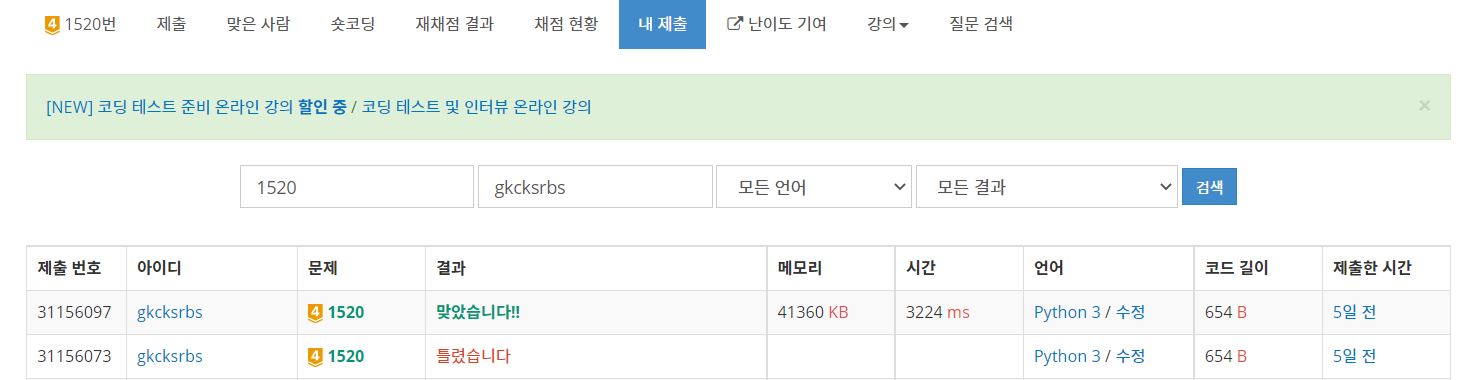 4 1520번 제출 맞은 사람 숏코딩 재채점 결과 채점 현황 내 제출 난이도 기여 강의 질문 검색
[NEW] 코딩 테스트 준비 온라인 강의 할인 중 / 코딩 테스트 및 인터뷰 온라인 강의 ×
1520 gkcksrbs 모든 언어 모든 결과 검색
제출 번호 아이디 문제 결과 메모리 시간 언어 코드 길이 제출한 시간
31156097 gkcksrbs 4 1520 맞았습니다!! 41360 KB 3224 ms Python 3 / 수정 654 B 5일 전
31156073 gkcksrbs 4 1520 틀렸습니다 Python 3 / 수정 654 B 5일 전